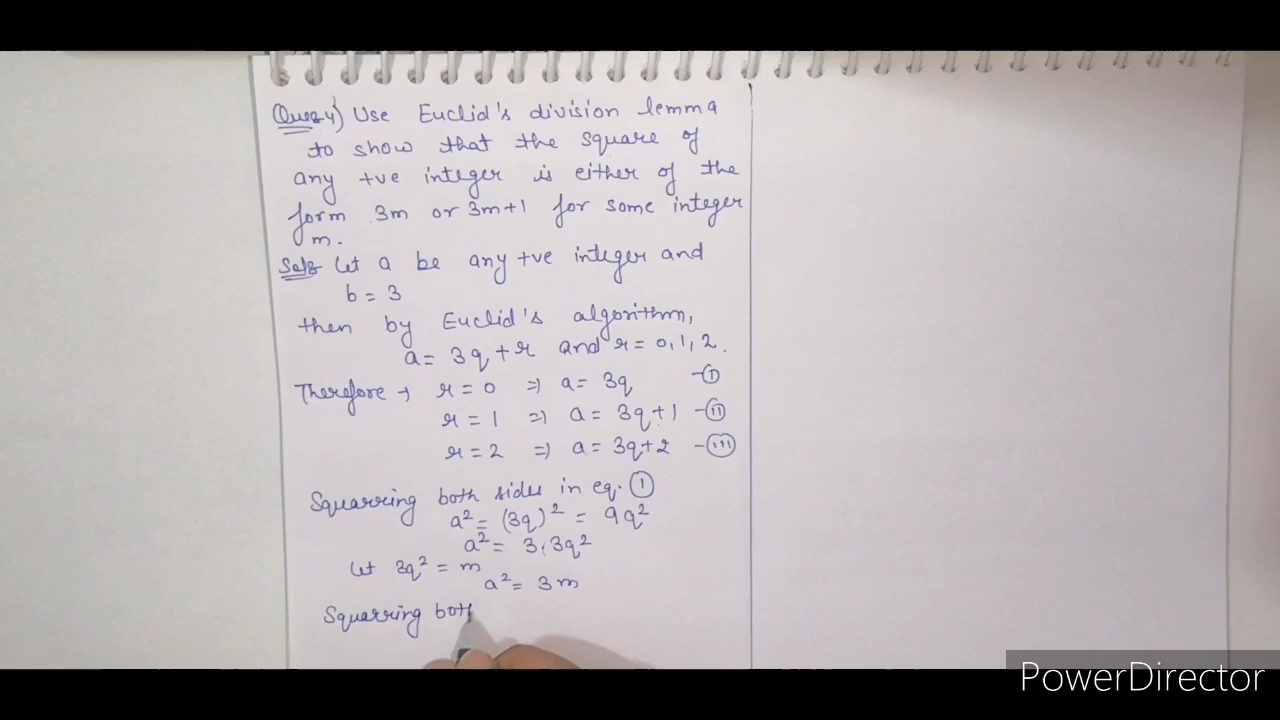 Ques4) Use Euclid's division lemma
to show that the square of
any +ve integer is either of the
form 3m or 3m+1 for some integer
m.
Sol: Let a be any +ve integer and
b = 3
then by Euclid's algorithm,
a = 3q + r and r = 0, 1, 2.
Therefore → r = 0 ⇒ a = 3q -(I)
r = 1 ⇒ a = 3q+1 -(II)
r = 2 ⇒ a = 3q+2 -(III)
Squarring both sides in eq. (1)
a² = (3q)² = 9q²
a² = 3.3q²
Let 3q² = m
a² = 3m
Squarring both
PowerDirector